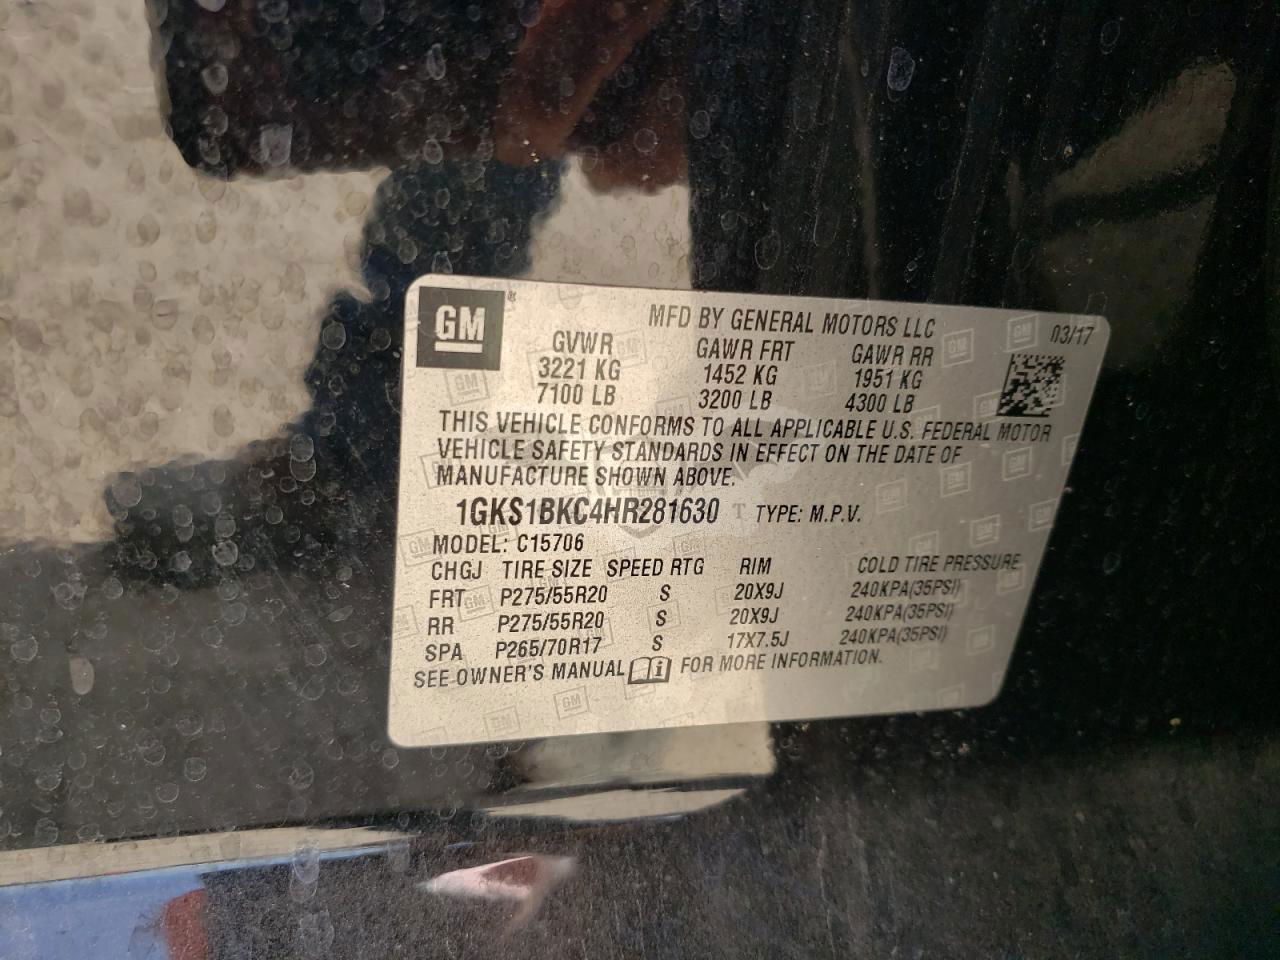 GM®
MFD BY GENERAL MOTORS LLC 03/17
GVWR GAWR FRT GAWR RR
3221 KG 1452 KG 1951 KG
7100 LB 3200 LB 4300 LB
THIS VEHICLE CONFORMS TO ALL APPLICABLE U.S. FEDERAL MOTOR
VEHICLE SAFETY STANDARDS IN EFFECT ON THE DATE OF
MANUFACTURE SHOWN ABOVE.
1GKS1BKC4HR281630 T TYPE: M.P.V.
MODEL: C15706
CHGJ TIRE SIZE SPEED RTG RIM COLD TIRE PRESSURE
FRT P275/55R20 S 20X9J 240KPA(35PSI)
RR P275/55R20 S 20X9J 240KPA(35PSI)
SPA P265/70R17 S 17X7.5J 240KPA(35PSI)
SEE OWNER'S MANUAL FOR MORE INFORMATION.